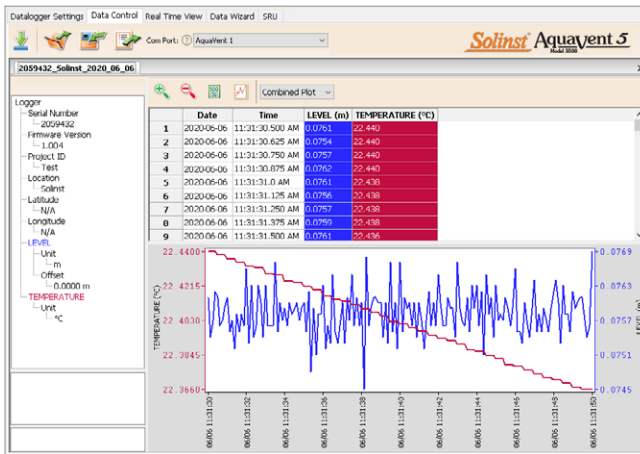 Datalogger Settings Data Control Real Time View Data Wizard SRU
Com Port: ? AquaVent 1
Solinst AquaVent 5
Model 3500
2059432_Solinst_2020_06_06
Combined Plot
Logger
Serial Number
2059432
Firmware Version
1.004
Project ID
Test
Location
Solinst
Latitude
N/A
Longitude
N/A
LEVEL
Unit
m
Offset
0.0000 m
TEMPERATURE
Unit
°C
Date Time LEVEL (m) TEMPERATURE (°C)
1 2020-06-06 11:31:30.500 AM 0.0761 22.440
2 2020-06-06 11:31:30.625 AM 0.0754 22.440
3 2020-06-06 11:31:30.750 AM 0.0757 22.440
4 2020-06-06 11:31:30.875 AM 0.0762 22.440
5 2020-06-06 11:31:31.0 AM 0.0761 22.438
6 2020-06-06 11:31:31.125 AM 0.0756 22.438
7 2020-06-06 11:31:31.250 AM 0.0757 22.438
8 2020-06-06 11:31:31.375 AM 0.0759 22.438
9 2020-06-06 11:31:31.500 AM 0.0761 22.436
TEMPERATURE (°C)
22.4400
22.4215
22.4030
22.3845
22.3660
0.0769
0.0763
0.0757
0.0751
0.0745
LEVEL (m)
06/06 11:31:30
06/06 11:31:32
06/06 11:31:34
06/06 11:31:36
06/06 11:31:38
06/06 11:31:40
06/06 11:31:42
06/06 11:31:44
06/06 11:31:46
06/06 11:31:48
06/06 11:31:50